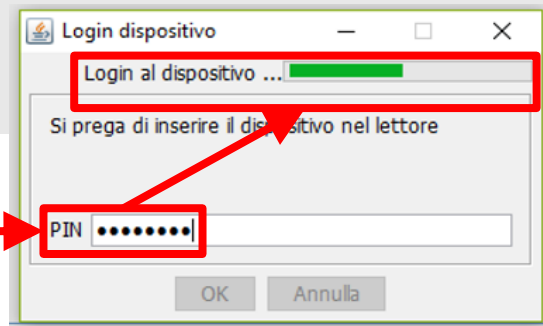 Login dispositivo
Login al dispositivo ...
Si prega di inserire il dispositivo nel lettore
PIN ••••••••
OK Annulla